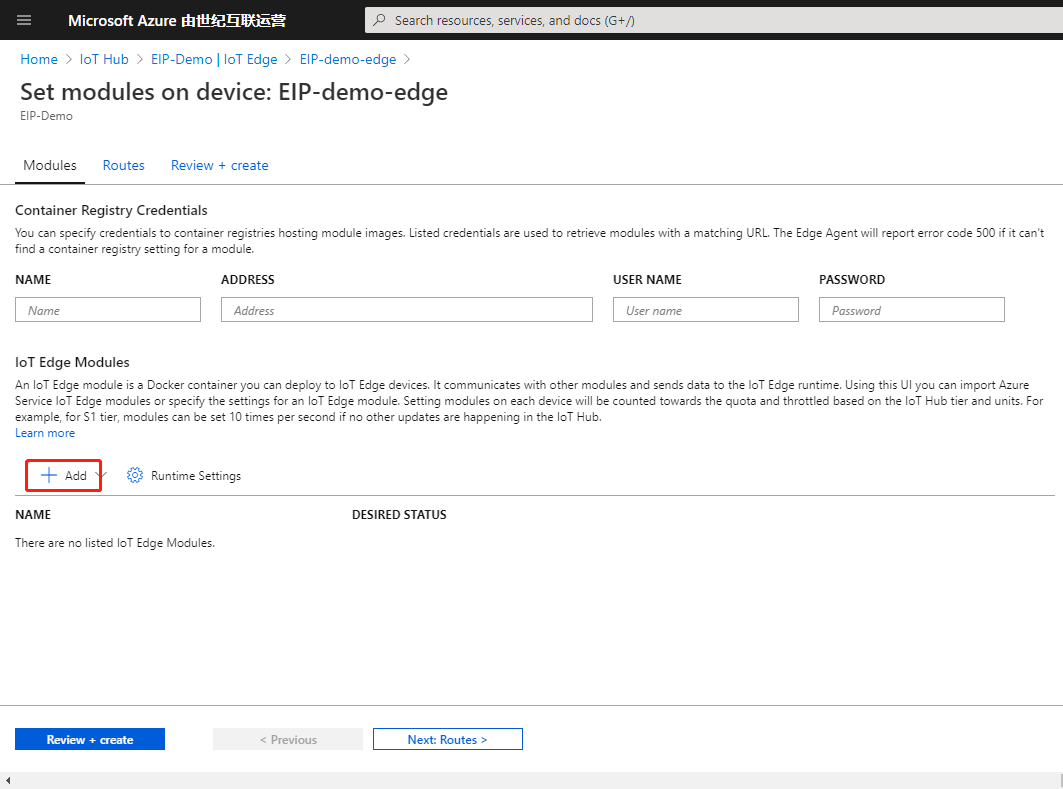 Microsoft Azure 由世纪互联运营
Search resources, services, and docs (G+/)
Home > IoT Hub > EIP-Demo | IoT Edge > EIP-demo-edge >
Set modules on device: EIP-demo-edge
EIP-Demo
Modules Routes Review + create
Container Registry Credentials
You can specify credentials to container registries hosting module images. Listed credentials are used to retrieve modules with a matching URL. The Edge Agent will report error code 500 if it can't
find a container registry setting for a module.
NAME ADDRESS USER NAME PASSWORD
Name Address User name Password
IoT Edge Modules
An IoT Edge module is a Docker container you can deploy to IoT Edge devices. It communicates with other modules and sends data to the IoT Edge runtime. Using this UI you can import Azure
Service IoT Edge modules or specify the settings for an IoT Edge module. Setting modules on each device will be counted towards the quota and throttled based on the IoT Hub tier and units. For
example, for S1 tier, modules can be set 10 times per second if no other updates are happening in the IoT Hub.
Learn more
Add Runtime Settings
NAME DESIRED STATUS
There are no listed IoT Edge Modules.
Review + create < Previous Next: Routes >